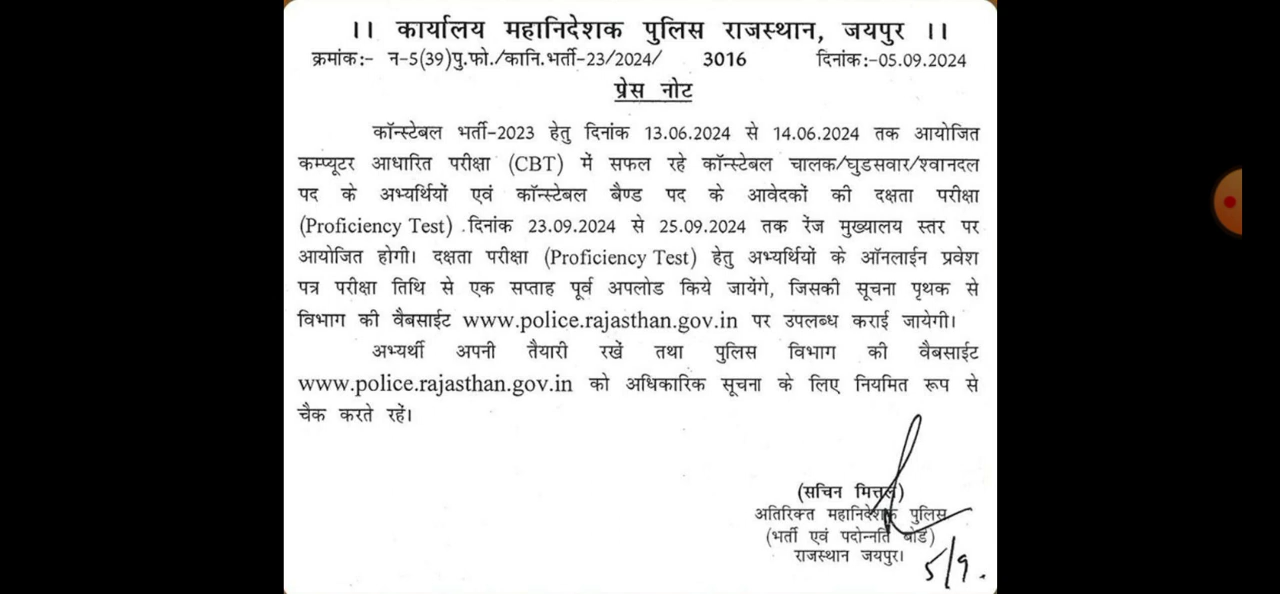 ।। कार्यालय महानिदेशक पुलिस राजस्थान, जयपुर ।।
क्रमांक:- न-5(39)पु.फो./कानि.भर्ती-23/2024/ 3016 दिनांक:-05.09.2024
प्रेस नोट
कॉन्स्टेबल भर्ती-2023 हेतु दिनांक 13.06.2024 से 14.06.2024 तक आयोजित
कम्प्यूटर आधारित परीक्षा (CBT) में सफल रहे कॉन्स्टेबल चालक/घुडसवार/श्वानदल
पद के अभ्यर्थियों एवं कॉन्स्टेबल बैण्ड पद के आवेदकों की दक्षता परीक्षा
(Proficiency Test) .दिनांक 23.09.2024 से 25.09.2024 तक रेंज मुख्यालय स्तर पर
आयोजित होगी। दक्षता परीक्षा (Proficiency Test) हेतु अभ्यर्थियों के ऑनलाईन प्रवेश
पत्र परीक्षा तिथि से एक सप्ताह पूर्व अपलोड किये जायेंगे, जिसकी सूचना पृथक से
विभाग की वैबसाईट www.police.rajasthan.gov.in पर उपलब्ध कराई जायेगी।
अभ्यर्थी अपनी तैयारी रखें तथा पुलिस विभाग की वैबसाईट
www.police.rajasthan.gov.in को अधिकारिक सूचना के लिए नियमित रूप से
चैक करते रहें।
(सचिन मित्तल)
अतिरिक्त महानिदेशक पुलिस
(भर्ती एवं पदोन्नति बोर्ड)
राजस्थान जयपुर।
5/9.